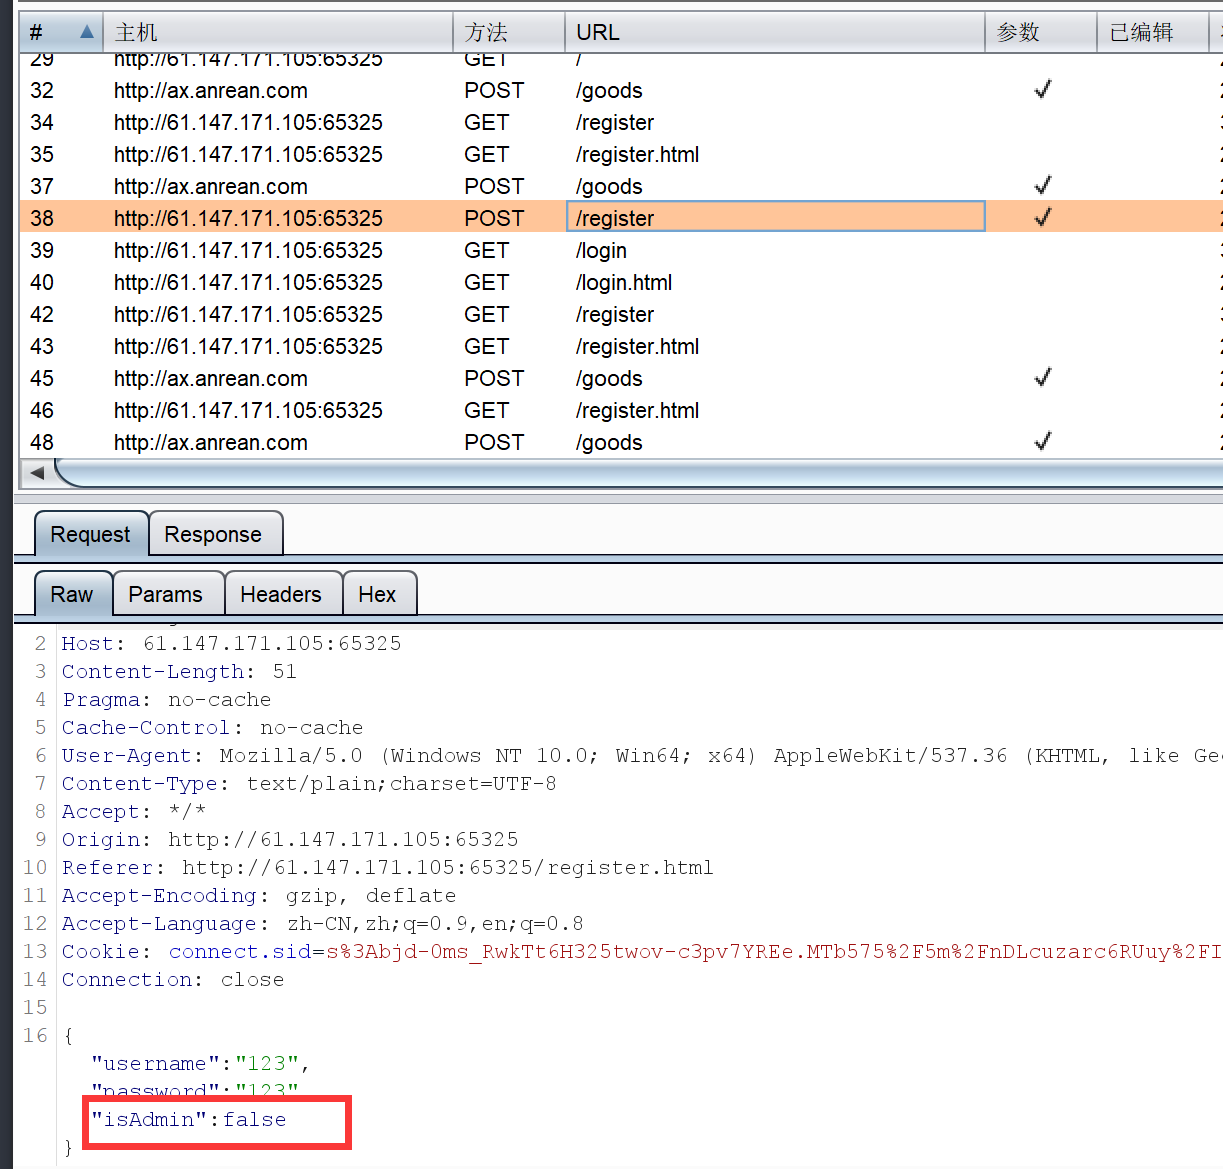 # 主机 方法 URL 参数 已编辑
29 http://61.147.171.105:65325 GET /
32 http://ax.anrean.com POST /goods
34 http://61.147.171.105:65325 GET /register
35 http://61.147.171.105:65325 GET /register.html
37 http://ax.anrean.com POST /goods
38 http://61.147.171.105:65325 POST /register
39 http://61.147.171.105:65325 GET /login
40 http://61.147.171.105:65325 GET /login.html
42 http://61.147.171.105:65325 GET /register
43 http://61.147.171.105:65325 GET /register.html
45 http://ax.anrean.com POST /goods
46 http://61.147.171.105:65325 GET /register.html
48 http://ax.anrean.com POST /goods
Request Response
Raw Params Headers Hex
2 Host: 61.147.171.105:65325
3 Content-Length: 51
4 Pragma: no-cache
5 Cache-Control: no-cache
6 User-Agent: Mozilla/5.0 (Windows NT 10.0; Win64; x64) AppleWebKit/537.36 (KHTML, like Ge
7 Content-Type: text/plain;charset=UTF-8
8 Accept: */*
9 Origin: http://61.147.171.105:65325
10 Referer: http://61.147.171.105:65325/register.html
11 Accept-Encoding: gzip, deflate
12 Accept-Language: zh-CN,zh;q=0.9,en;q=0.8
13 Cookie: connect.sid=s%3Abjd-0ms_RwkTt6H325twov-c3pv7YREe.MTb575%2F5m%2FnDLcuzarc6RUuy%2FI
14 Connection: close
15
16 {
"username":"123",
"password":"123"
"isAdmin":false
}